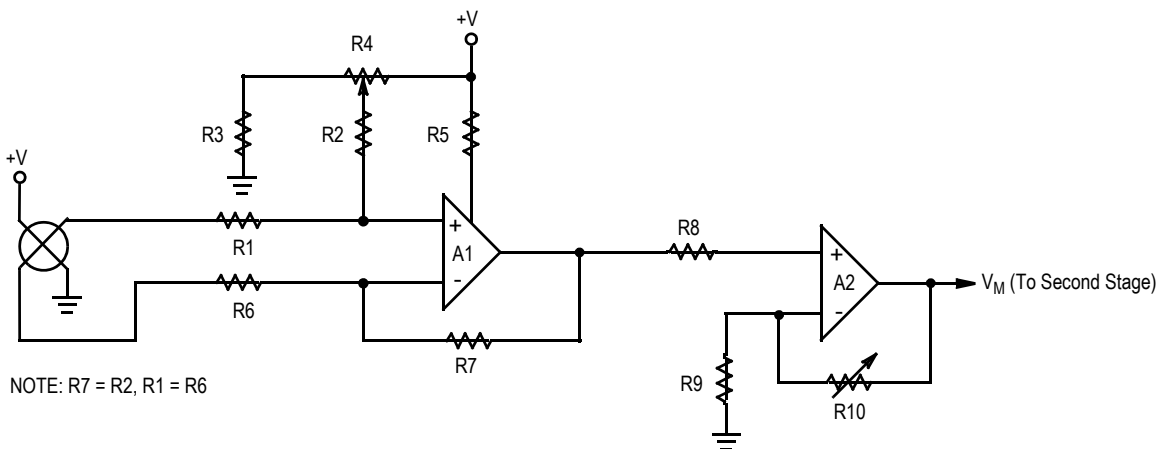 +V
R4
R3
R2
R5
+V
R1
+
A1
-
R6
R7
R8
+
A2
-
VM (To Second Stage)
R9
R10
NOTE: R7 = R2, R1 = R6